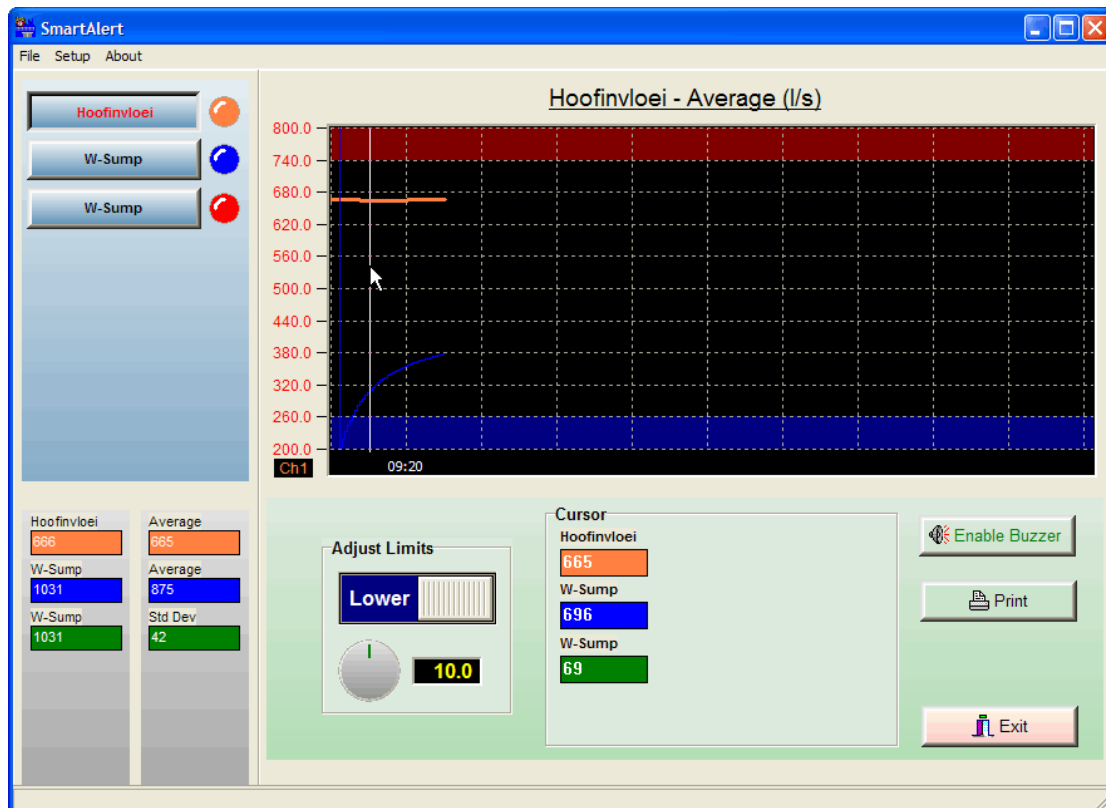 SmartAlert
File Setup About
Hoofinvloei
W-Sump
W-Sump
Hoofinvloei - Average (l/s)
800.0
740.0
680.0
620.0
560.0
500.0
440.0
380.0
320.0
260.0
200.0
Ch1
09:20
Hoofinvloei Average
666 665
W-Sump Average
1031 875
W-Sump Std Dev
1031 42
Adjust Limits
Lower
10.0
Cursor
Hoofinvloei
665
W-Sump
696
W-Sump
69
Enable Buzzer
Print
Exit